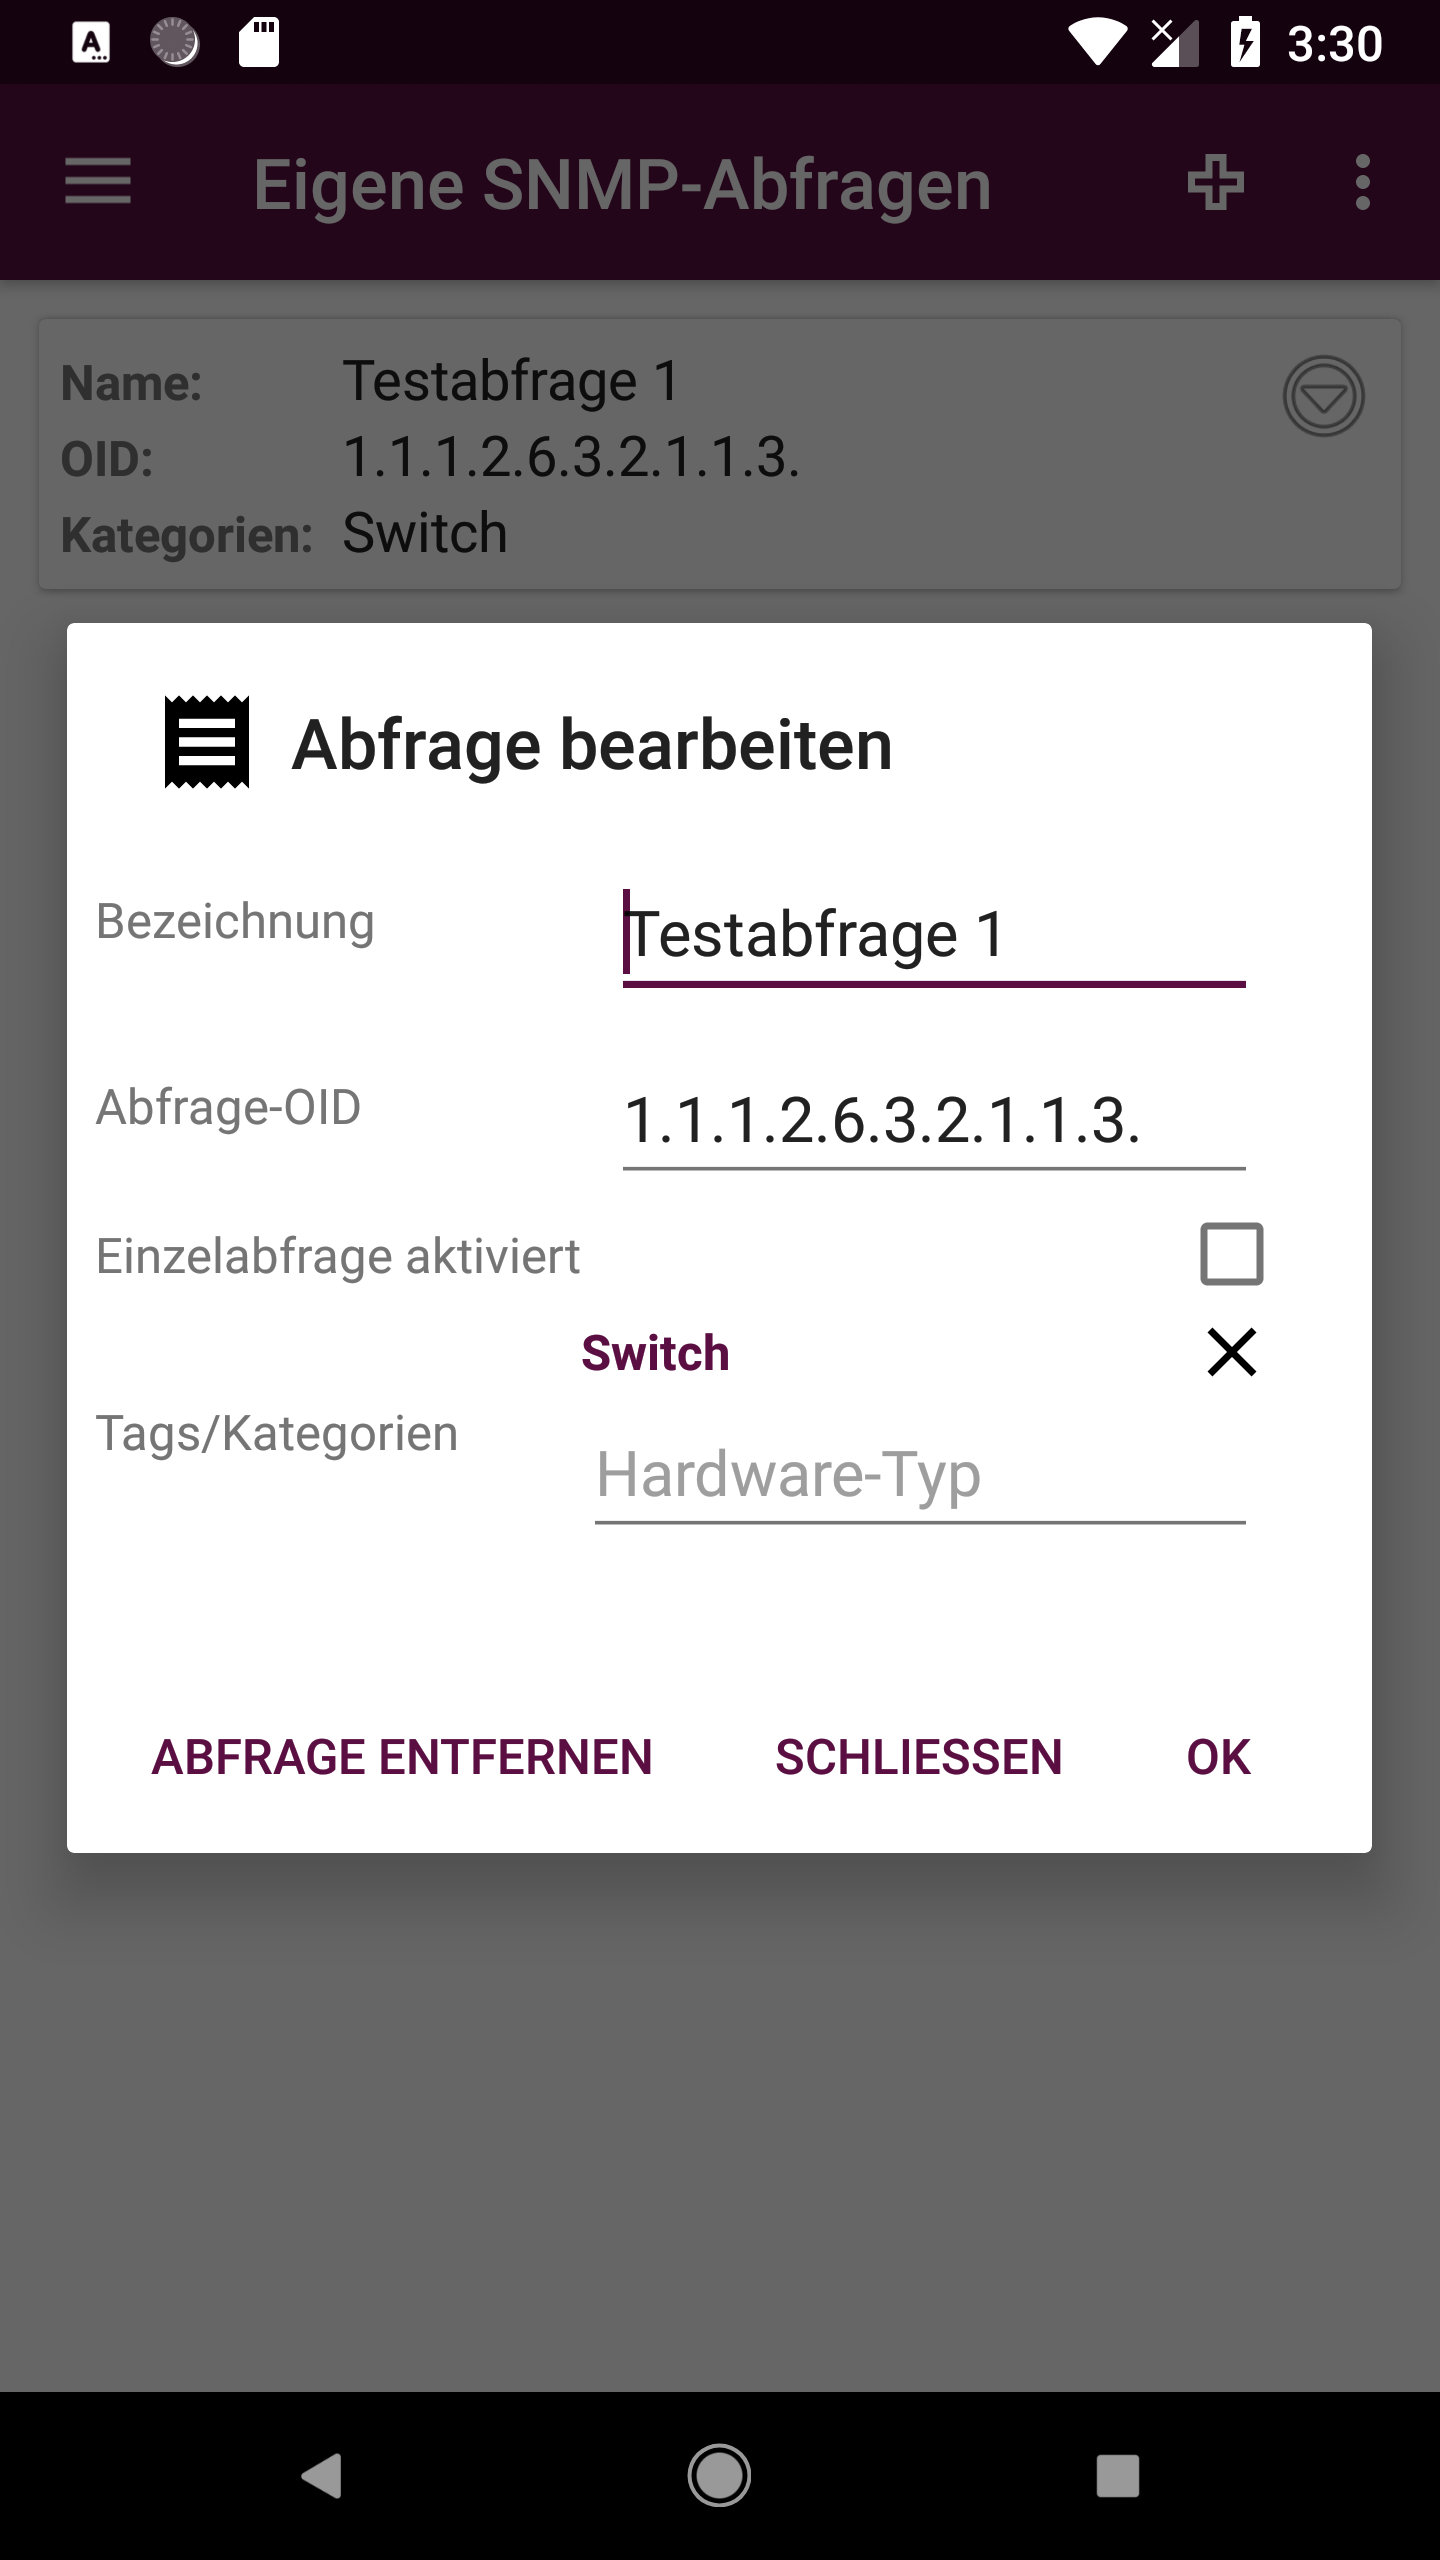 3:30
Eigene SNMP-Abfragen
Name: Testabfrage 1
OID: 1.1.1.2.6.3.2.1.1.3.
Kategorien: Switch
Abfrage bearbeiten
Bezeichnung Testabfrage 1
Abfrage-OID 1.1.1.2.6.3.2.1.1.3.
Einzelabfrage aktiviert
Switch
Tags/Kategorien
Hardware-Typ
ABFRAGE ENTFERNEN SCHLIESSEN OK